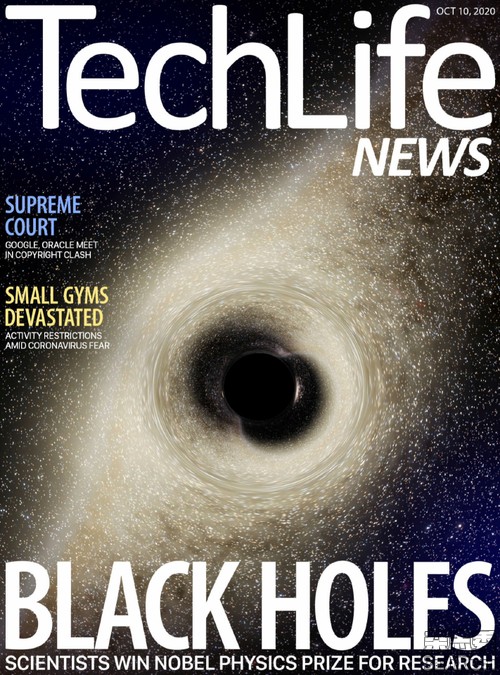 OCT 10, 2020
TechLife
NEWS
SUPREME
COURT
GOOGLE, ORACLE MEET
IN COPYRIGHT CLASH
SMALL GYMS
DEVASTATED
ACTIVITY RESTRICTIONS
AMID CORONAVIRUS FEAR
BLACK HOLES
SCIENTISTS WIN NOBEL PHYSICS PRIZE FOR RESEARCH